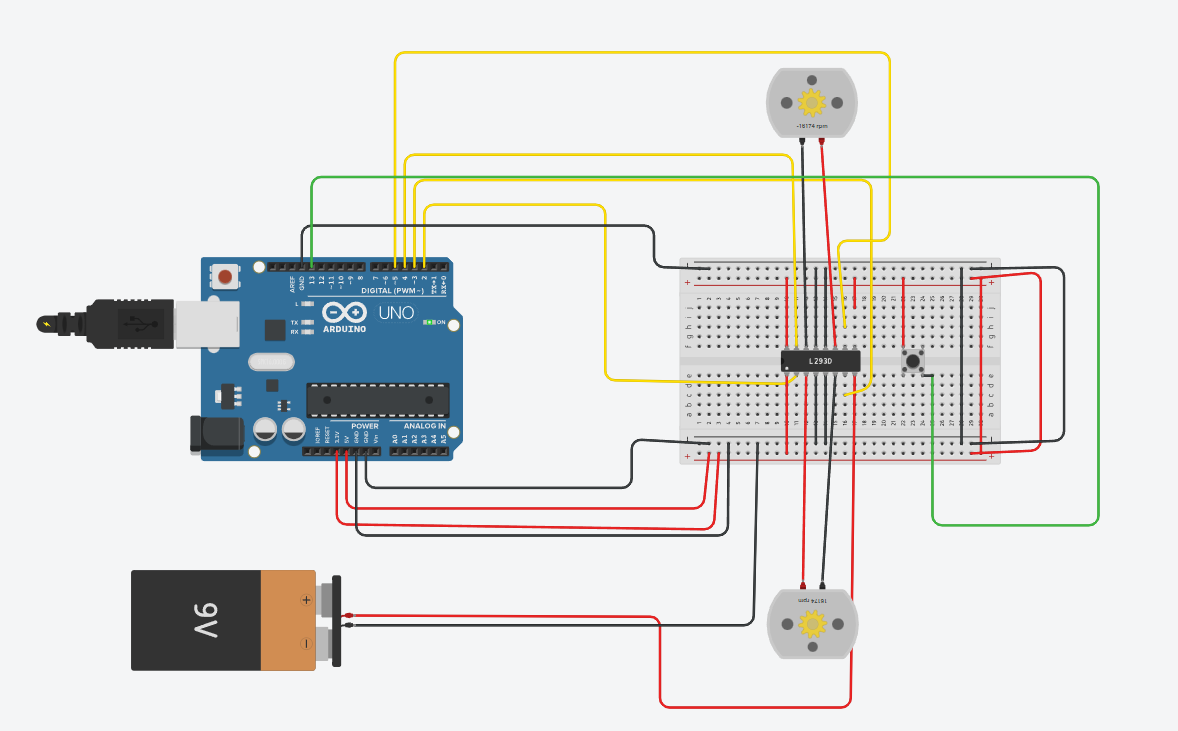 -16174 rpm
AREF
GND
13
12
~11
~10
~9
8
7
~6
~5
4
~3
2
TX→1
RX←0
DIGITAL (PWM~)
L
TX
RX
ARDUINO
UNO
ON
IOREF
RESET
3.3V
5V
GND
GND
Vin
POWER
ANALOG IN
A0
A1
A2
A3
A4
A5
j
i
h
g
f
L293D
e
d
c
b
a
9V
+
−
16174 rpm